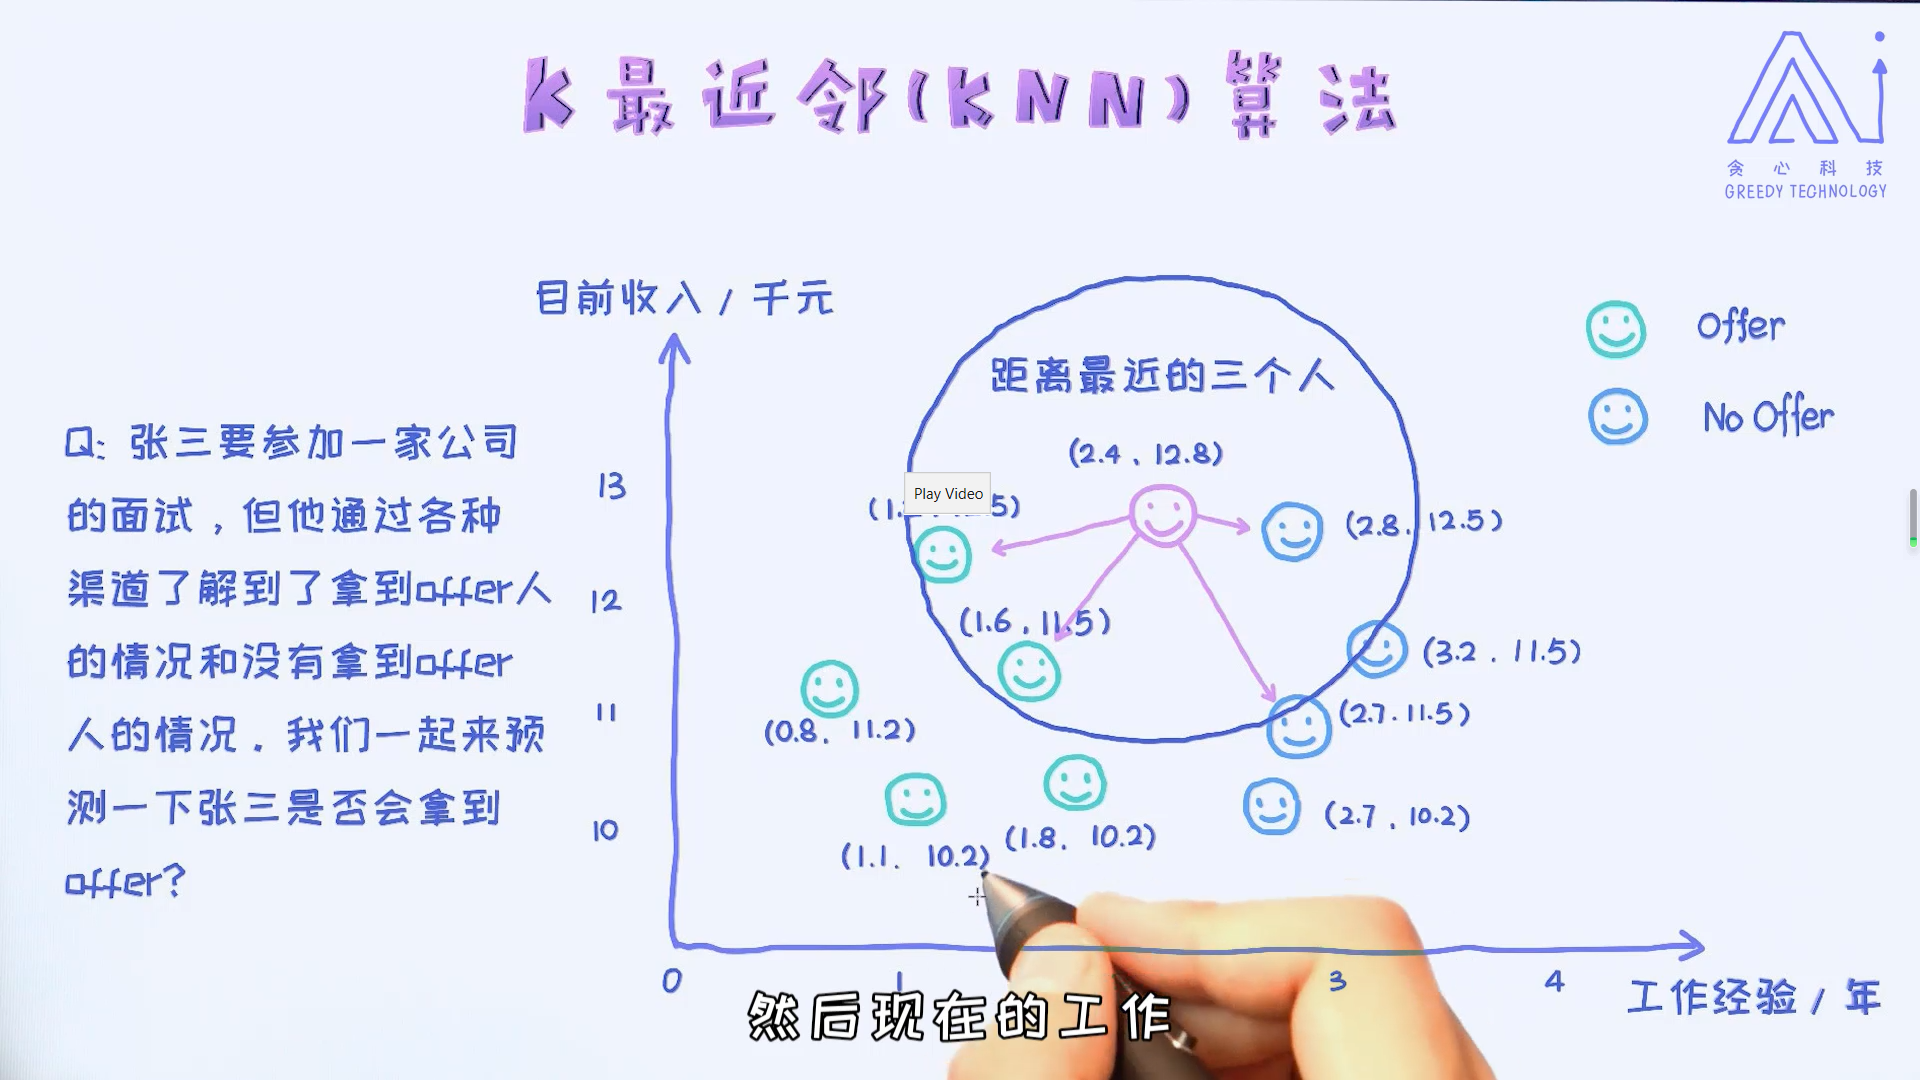 K最近邻(KNN)算法
贪心科技
GREEDY TECHNOLOGY
目前收入 / 千元
距离最近的三个人
Offer
No Offer
Q: 张三要参加一家公司
的面试，但他通过各种
渠道了解到了拿到offer人
的情况和没有拿到offer
人的情况。我们一起来预
测一下张三是否会拿到
offer?
13
12
11
10
(2.4 , 12.8)
Play Video
(2.8, 12.5)
(1.6 , 11.5)
(3.2 . 11.5)
(2.7. 11.5)
(0.8, 11.2)
(2.7 , 10.2)
(1.8, 10.2)
(1.1. 10.2)
0
1
3
4
工作经验 / 年
然后现在的工作